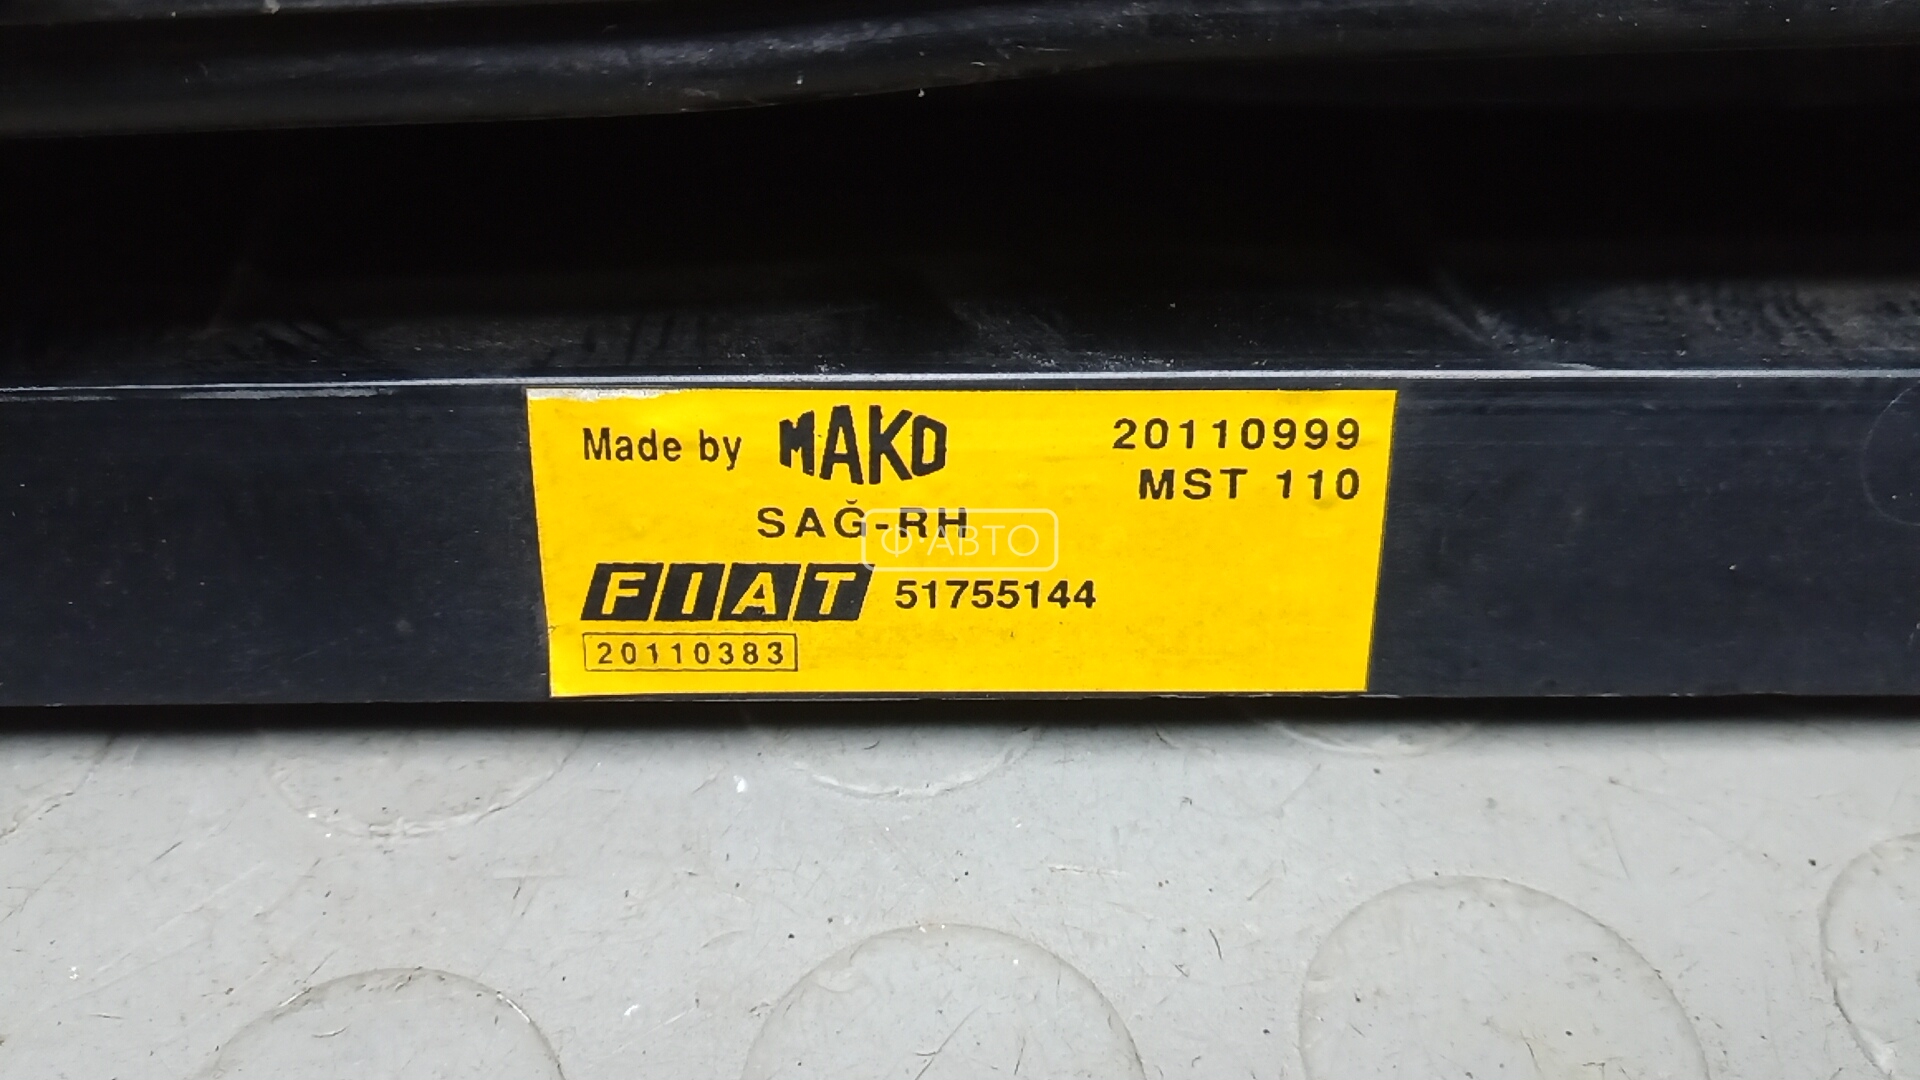 Made by MAKO
20110999
MST 110
SAĞ-RH
Ф-АВТО
FIAT 51755144
20110383